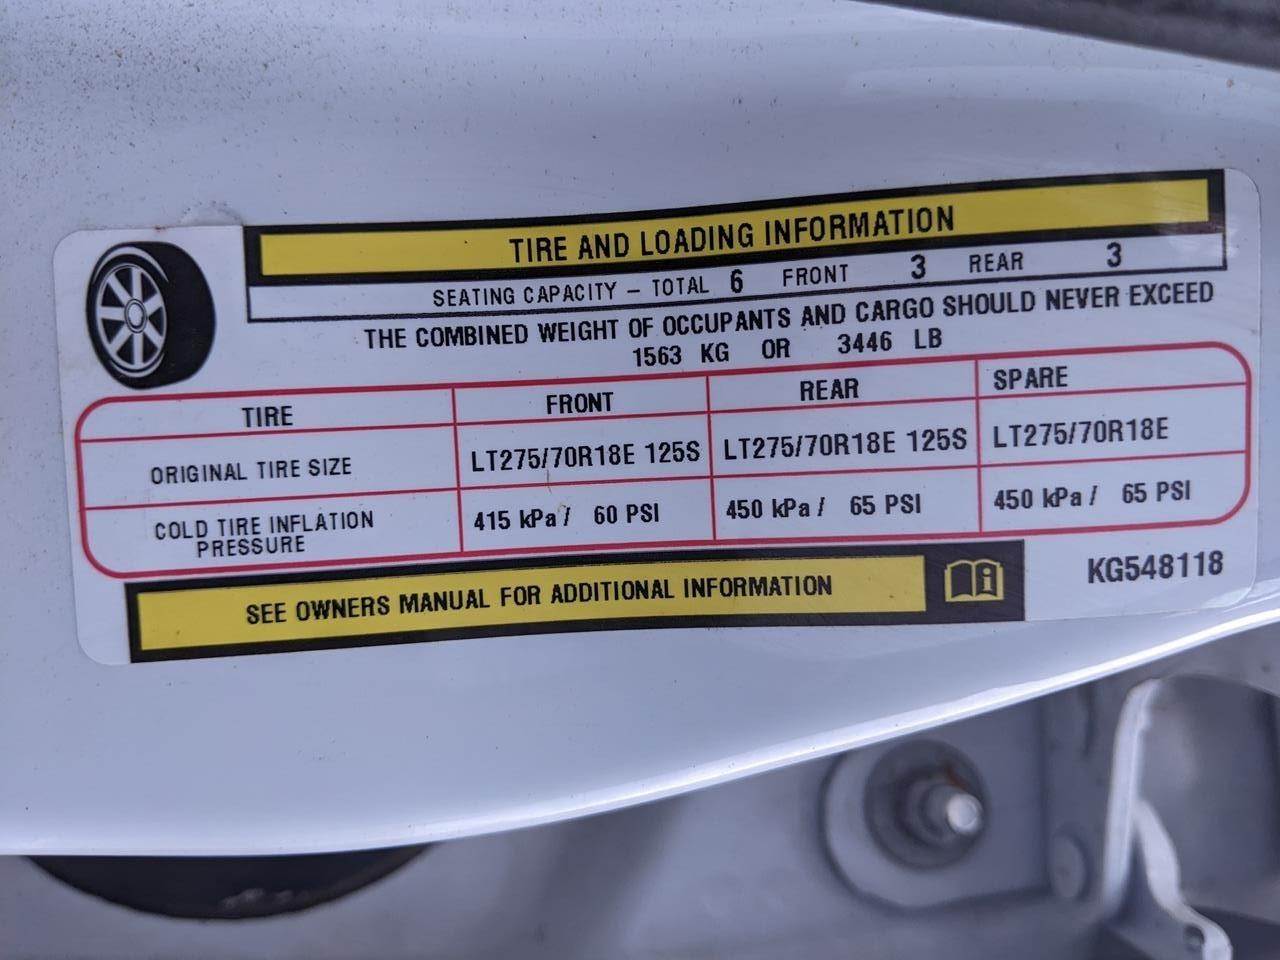 TIRE AND LOADING INFORMATION
SEATING CAPACITY – TOTAL 6 FRONT 3 REAR 3
THE COMBINED WEIGHT OF OCCUPANTS AND CARGO SHOULD NEVER EXCEED
1563 KG OR 3446 LB
TIRE FRONT REAR SPARE
ORIGINAL TIRE SIZE LT275/70R18E 125S LT275/70R18E 125S LT275/70R18E
COLD TIRE INFLATION PRESSURE 415 kPa / 60 PSI 450 kPa / 65 PSI 450 kPa / 65 PSI
SEE OWNERS MANUAL FOR ADDITIONAL INFORMATION
KG548118